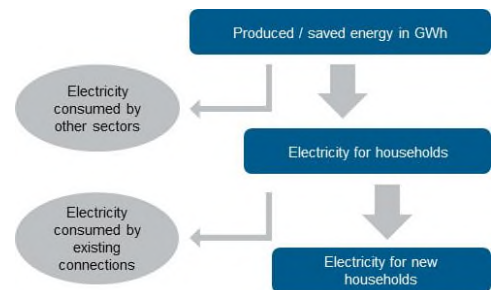 Produced / saved energy in GWh
Electricity
consumed by
other sectors
Electricity for households
Electricity
consumed by
existing
connections
Electricity for new
households